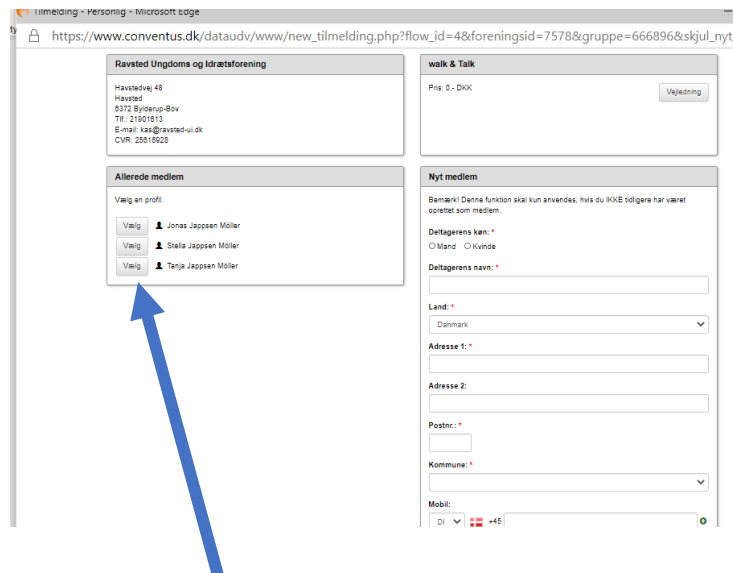 Tilmelding - Personlig - Microsoft Edge
https://www.conventus.dk/dataudv/www/new_tilmelding.php?flow_id=4&foreningsid=7578&gruppe=666896&skjul_nyt
Ravsted Ungdoms og Idrætsforening
Havstedvej 48
Havsted
6372 Bylderup-Bov
Tlf.: 21901613
E-mail: kas@ravsted-ui.dk
CVR: 25616928
walk & Talk
Pris: 0,- DKK
Vejledning
Allerede medlem
Vælg en profil.
Vælg Jonas Jappsen Möller
Vælg Stella Jappsen Möller
Vælg Tanja Jappsen Möller
Nyt medlem
Bemærk! Denne funktion skal kun anvendes, hvis du IKKE tidligere har været
oprettet som medlem.
Deltagerens køn: *
Mand Kvinde
Deltagerens navn: *
Land: *
Danmark
Adresse 1: *
Adresse 2:
Postnr.: *
Kommune: *
Mobil:
+45